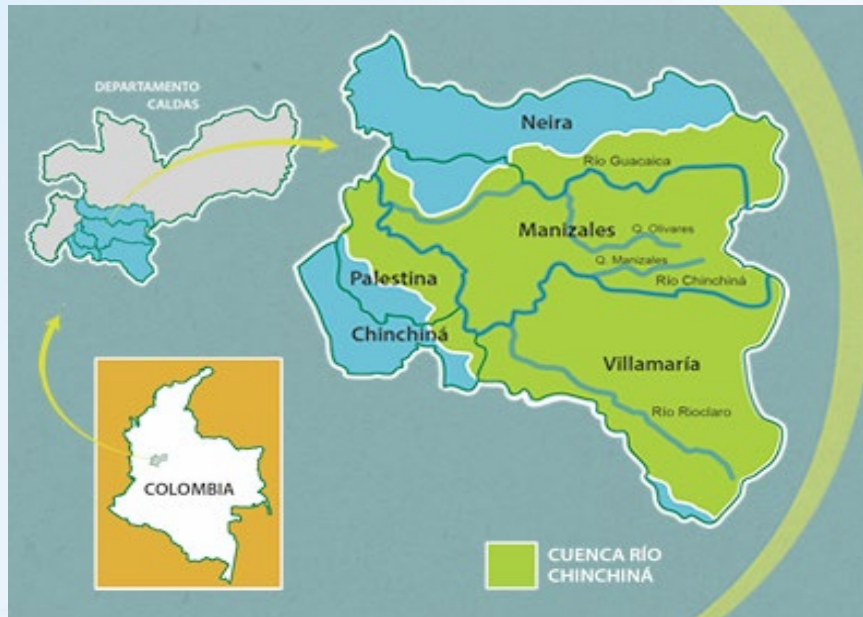 DEPARTAMENTO
CALDAS
Neira
Río Guacaica
Manizales
Q. Olivares
Q. Manizales
Río Chinchiná
Palestina
Chinchiná
Villamaría
Río Rioclaro
COLOMBIA
CUENCA RÍO
CHINCHINÁ